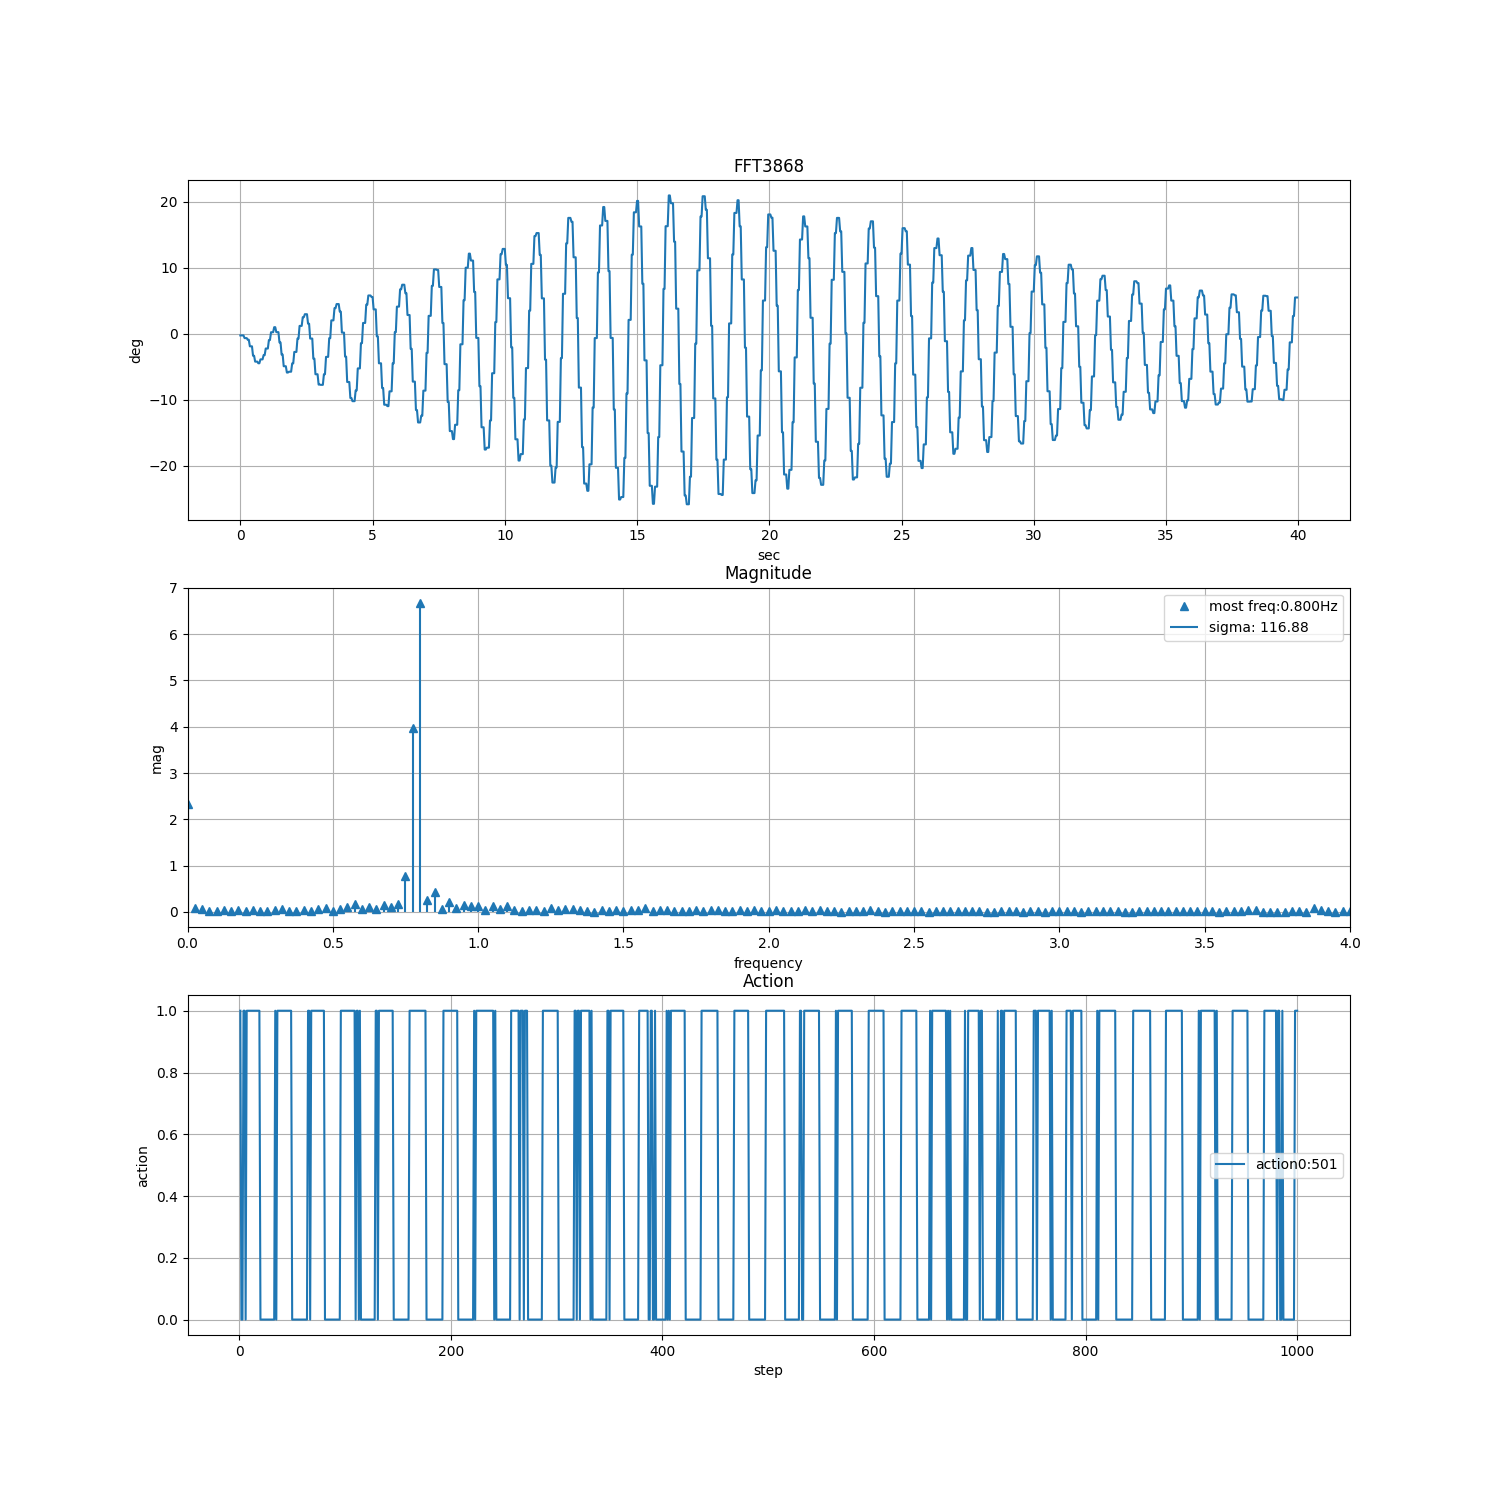 FFT3868
20
10
0
−10
−20
deg
0 5 10 15 20 25 30 35 40
sec
Magnitude
7
6
5
4
3
2
1
0
mag
most freq:0.800Hz
sigma: 116.88
0.0 0.5 1.0 1.5 2.0 2.5 3.0 3.5 4.0
frequency
Action
1.0
0.8
0.6
0.4
0.2
0.0
action
action0:501
0 200 400 600 800 1000
step